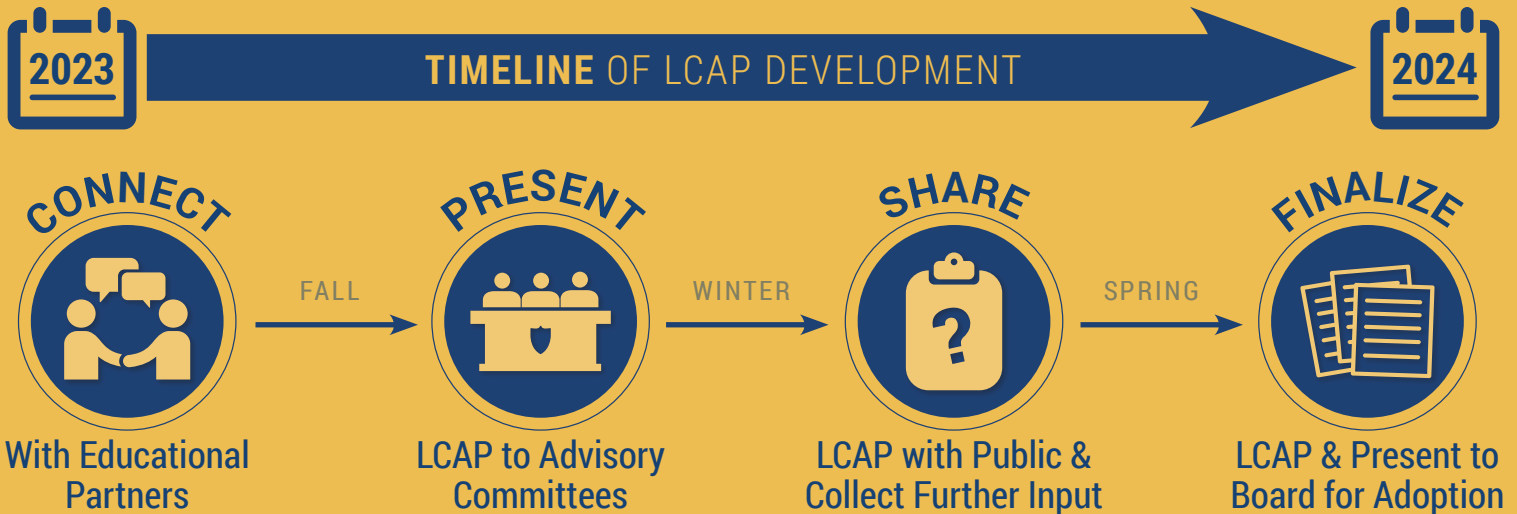 2023
TIMELINE OF LCAP DEVELOPMENT
2024
CONNECT
PRESENT
SHARE
FINALIZE
FALL
WINTER
?
SPRING
With Educational
Partners
LCAP to Advisory
Committees
LCAP with Public &
Collect Further Input
LCAP & Present to
Board for Adoption